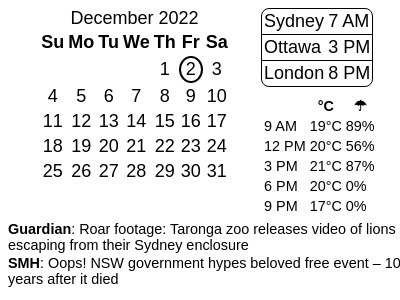 December 2022
Su Mo Tu We Th Fr Sa
1 2 3
4 5 6 7 8 9 10
11 12 13 14 15 16 17
18 19 20 21 22 23 24
25 26 27 28 29 30 31
Sydney 7 AM
Ottawa 3 PM
London 8 PM
°C ☂
9 AM 19°C 89%
12 PM 20°C 56%
3 PM 21°C 87%
6 PM 20°C 0%
9 PM 17°C 0%
Guardian: Roar footage: Taronga zoo releases video of lions
escaping from their Sydney enclosure
SMH: Oops! NSW government hypes beloved free event – 10
years after it died